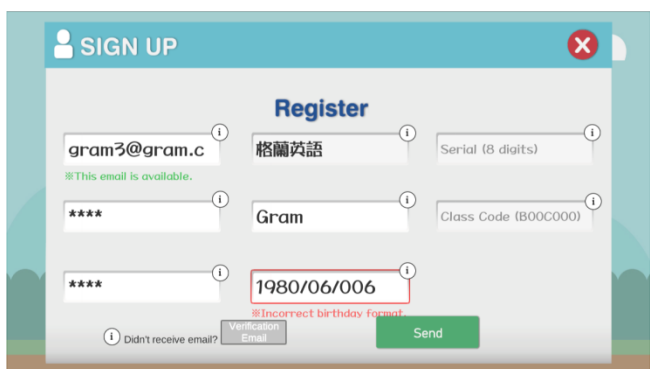 SIGN UP
Register
gram3@gram.c
格蘭英語
Serial (8 digits)
※This email is available.
****
Gram
Class Code (B00C000)
****
1980/06/006
※Incorrect birthday format.
Didn't receive email?
Verification
Email
Send